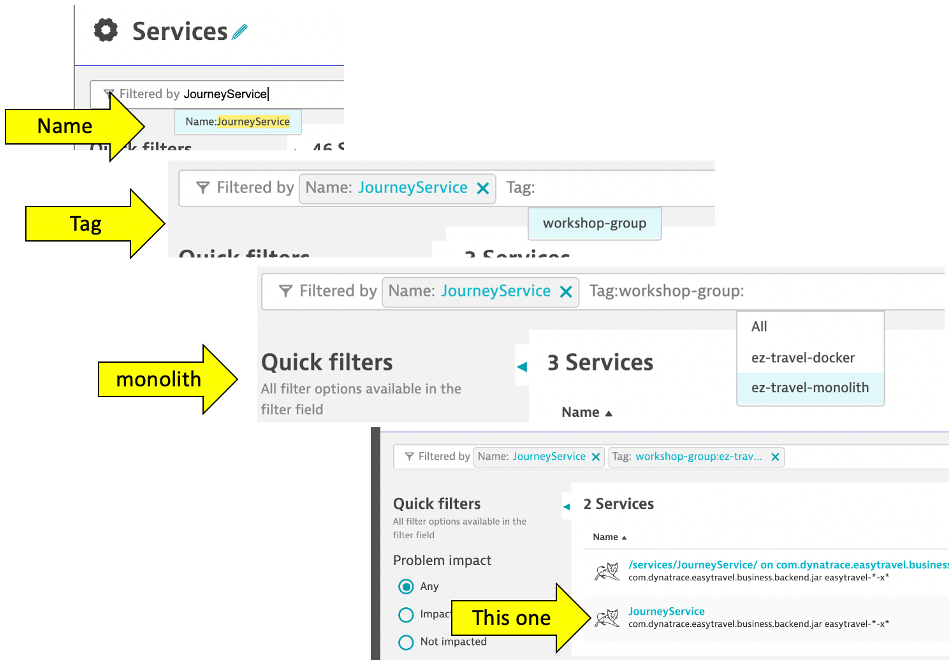 Services
Filtered by JourneyService
Name
Name:JourneyService
Quick filters
46 S
Filtered by Name: JourneyService Tag:
Tag
workshop-group
Quick filters
3 Services
Filtered by Name: JourneyService Tag:workshop-group:
All
Quick filters
3 Services
ez-travel-docker
monolith
All filter options available in the
ez-travel-monolith
filter field
Name
Filtered by Name: JourneyService Tag: workshop-group:ez-trav...
Quick filters
2 Services
All filter options available in the
filter field
Name
Problem impact
/services/JourneyService/ on com.dynatrace.easytravel.business
com.dynatrace.easytravel.business.backend.jar easytravel-*-x*
Any
This one
JourneyService
Impac
com.dynatrace.easytravel.business.backend.jar easytravel-*-x*
Not impacted